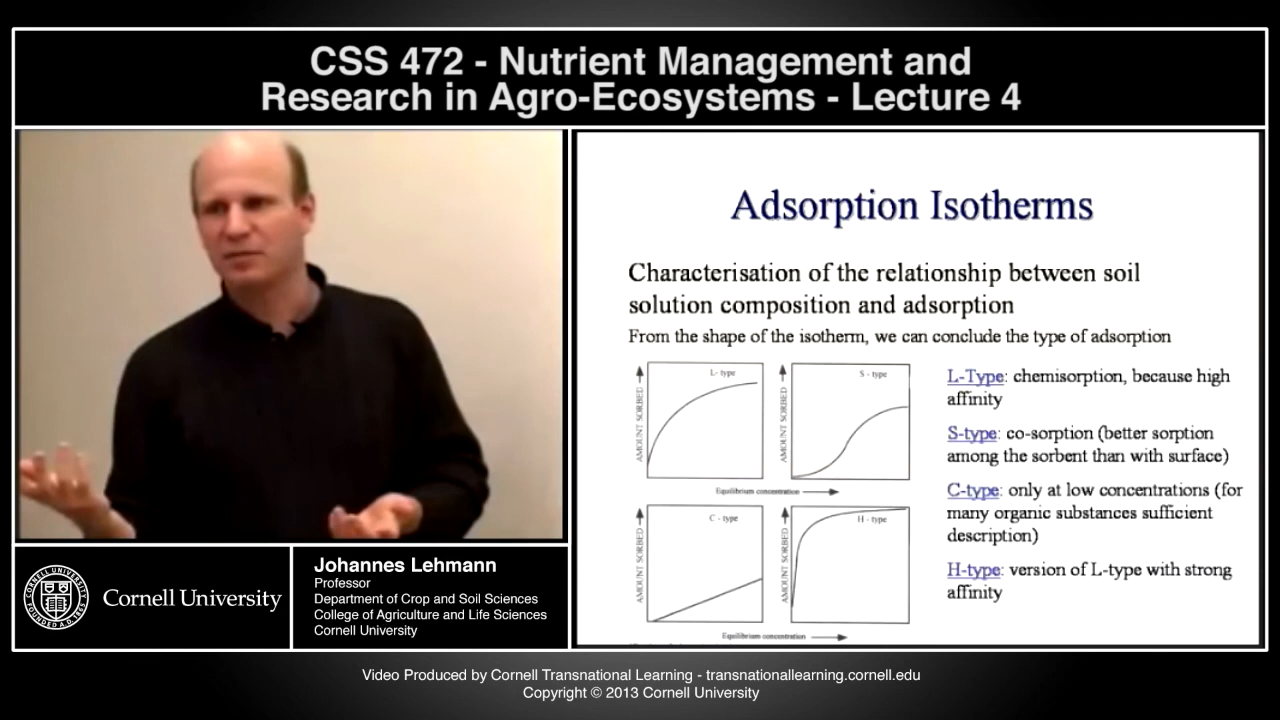 CSS 472 - Nutrient Management and
Research in Agro-Ecosystems - Lecture 4
Adsorption Isotherms
Characterisation of the relationship between soil
solution composition and adsorption
From the shape of the isotherm, we can conclude the type of adsorption
L- type
AMOUNT SORBED
S - type
AMOUNT SORBED
Equilibrium concentration
C - type
AMOUNT SORBED
H - type
AMOUNT SORBED
Equilibrium concentration
L-Type: chemisorption, because high
affinity
S-type: co-sorption (better sorption
among the sorbent than with surface)
C-type: only at low concentrations (for
many organic substances sufficient
description)
H-type: version of L-type with strong
affinity
CORNELL UNIVERSITY
FOUNDED A.D.
Cornell University
Johannes Lehmann
Professor
Department of Crop and Soil Sciences
College of Agriculture and Life Sciences
Cornell University
Video Produced by Cornell Transnational Learning - transnationallearning.cornell.edu
Copyright © 2013 Cornell University